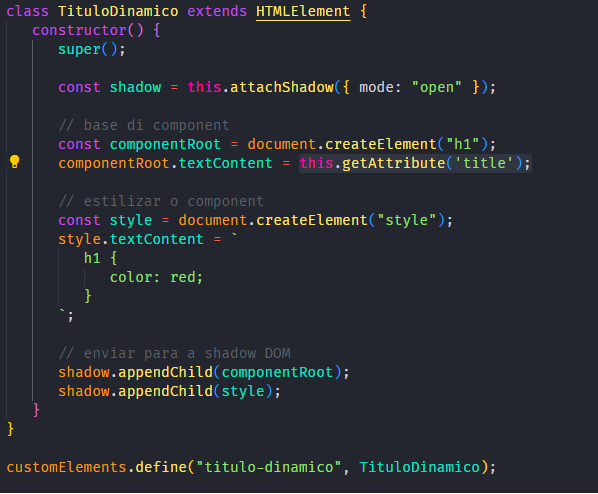 class TituloDinamico extends HTMLElement {
constructor() {
super();
const shadow = this.attachShadow({ mode: "open" });
// base di component
const componentRoot = document.createElement("h1");
componentRoot.textContent = this.getAttribute('title');
// estilizar o component
const style = document.createElement("style");
style.textContent = `
h1 {
color: red;
}
`;
// enviar para a shadow DOM
shadow.appendChild(componentRoot);
shadow.appendChild(style);
}
}
customElements.define("titulo-dinamico", TituloDinamico);